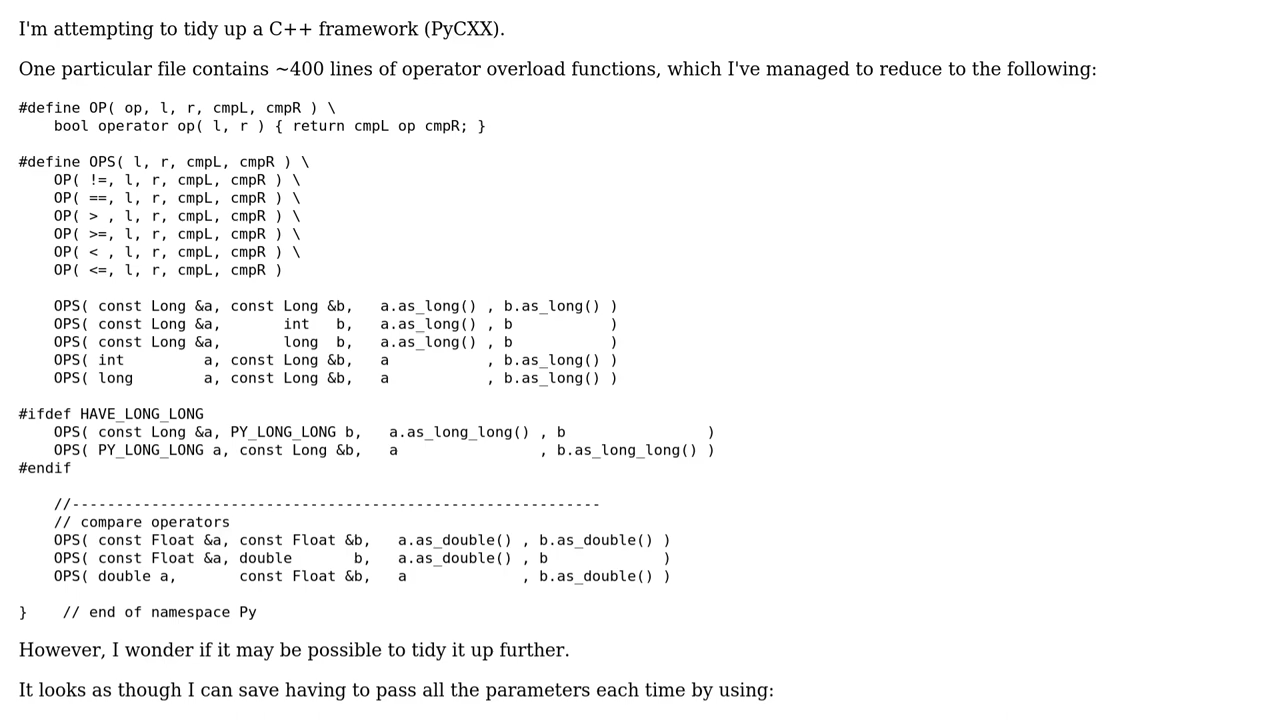 I'm attempting to tidy up a C++ framework (PyCXX).
One particular file contains ~400 lines of operator overload functions, which I've managed to reduce to the following:
#define OP( op, l, r, cmpL, cmpR ) \
    bool operator op( l, r ) { return cmpL op cmpR; }
#define OPS( l, r, cmpL, cmpR ) \
    OP( !=, l, r, cmpL, cmpR ) \
    OP( ==, l, r, cmpL, cmpR ) \
    OP( > , l, r, cmpL, cmpR ) \
    OP( >=, l, r, cmpL, cmpR ) \
    OP( < , l, r, cmpL, cmpR ) \
    OP( <=, l, r, cmpL, cmpR )
    OPS( const Long &a, const Long &b,   a.as_long() , b.as_long() )
    OPS( const Long &a,       int   b,   a.as_long() , b           )
    OPS( const Long &a,       long  b,   a.as_long() , b           )
    OPS( int         a, const Long &b,   a           , b.as_long() )
    OPS( long        a, const Long &b,   a           , b.as_long() )
#ifdef HAVE_LONG_LONG
    OPS( const Long &a, PY_LONG_LONG b,   a.as_long_long() , b                )
    OPS( PY_LONG_LONG a, const Long &b,   a                , b.as_long_long() )
#endif
    //------------------------------------------------------------
    // compare operators
    OPS( const Float &a, const Float &b,   a.as_double() , b.as_double() )
    OPS( const Float &a, double       b,   a.as_double() , b             )
    OPS( double a,       const Float &b,   a             , b.as_double() )
}    // end of namespace Py
However, I wonder if it may be possible to tidy it up further.
It looks as though I can save having to pass all the parameters each time by using: